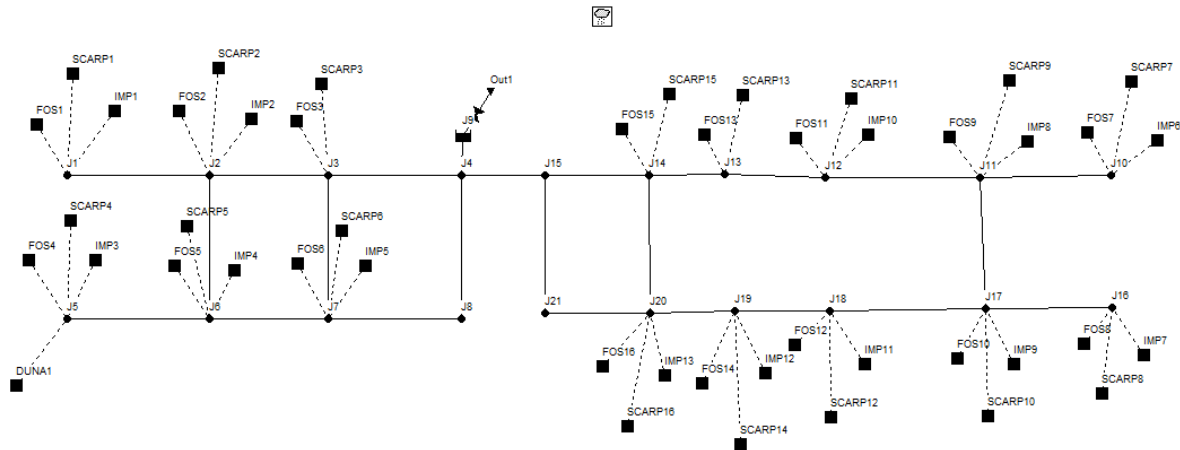 SCARP1
SCARP2
SCARP3
Out1
SCARP15
SCARP13
SCARP11
SCARP9
SCARP7
FOS1
IMP1
FOS2
IMP2
FOS3
J9
FOS15
FOS13
FOS11
IMP10
FOS9
IMP8
FOS7
IMP6
J1
J2
J3
J4
J15
J14
J13
J12
J11
J10
SCARP4
SCARP5
SCARP6
FOS4
IMP3
FOS5
IMP4
FOS6
IMP5
J5
J6
J7
J8
J21
J20
J19
J18
J17
J16
FOS16
IMP13
FOS14
IMP12
FOS12
IMP11
FOS10
IMP9
FOS8
IMP7
DUNA1
SCARP16
SCARP14
SCARP12
SCARP10
SCARP8